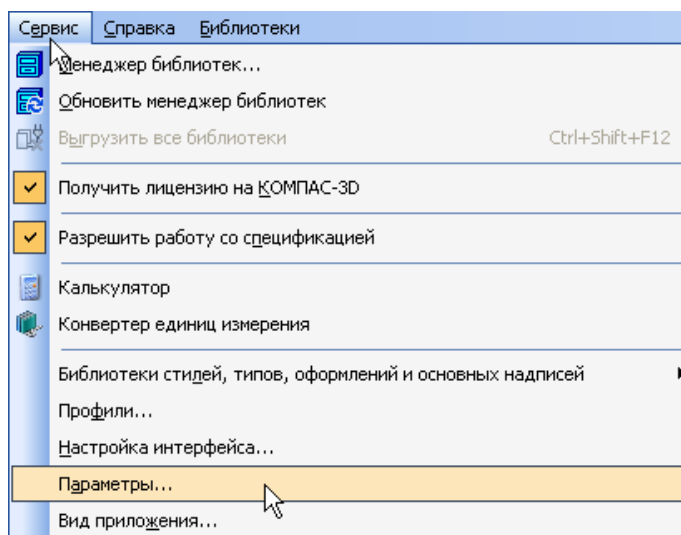 Сервис Справка Библиотеки
Менеджер библиотек...
Обновить менеджер библиотек
Выгрузить все библиотеки Ctrl+Shift+F12
Получить лицензию на КОМПАС-3D
Разрешить работу со спецификацией
Калькулятор
Конвертер единиц измерения
Библиотеки стилей, типов, оформлений и основных надписей
Профили...
Настройка интерфейса...
Параметры...
Вид приложения...